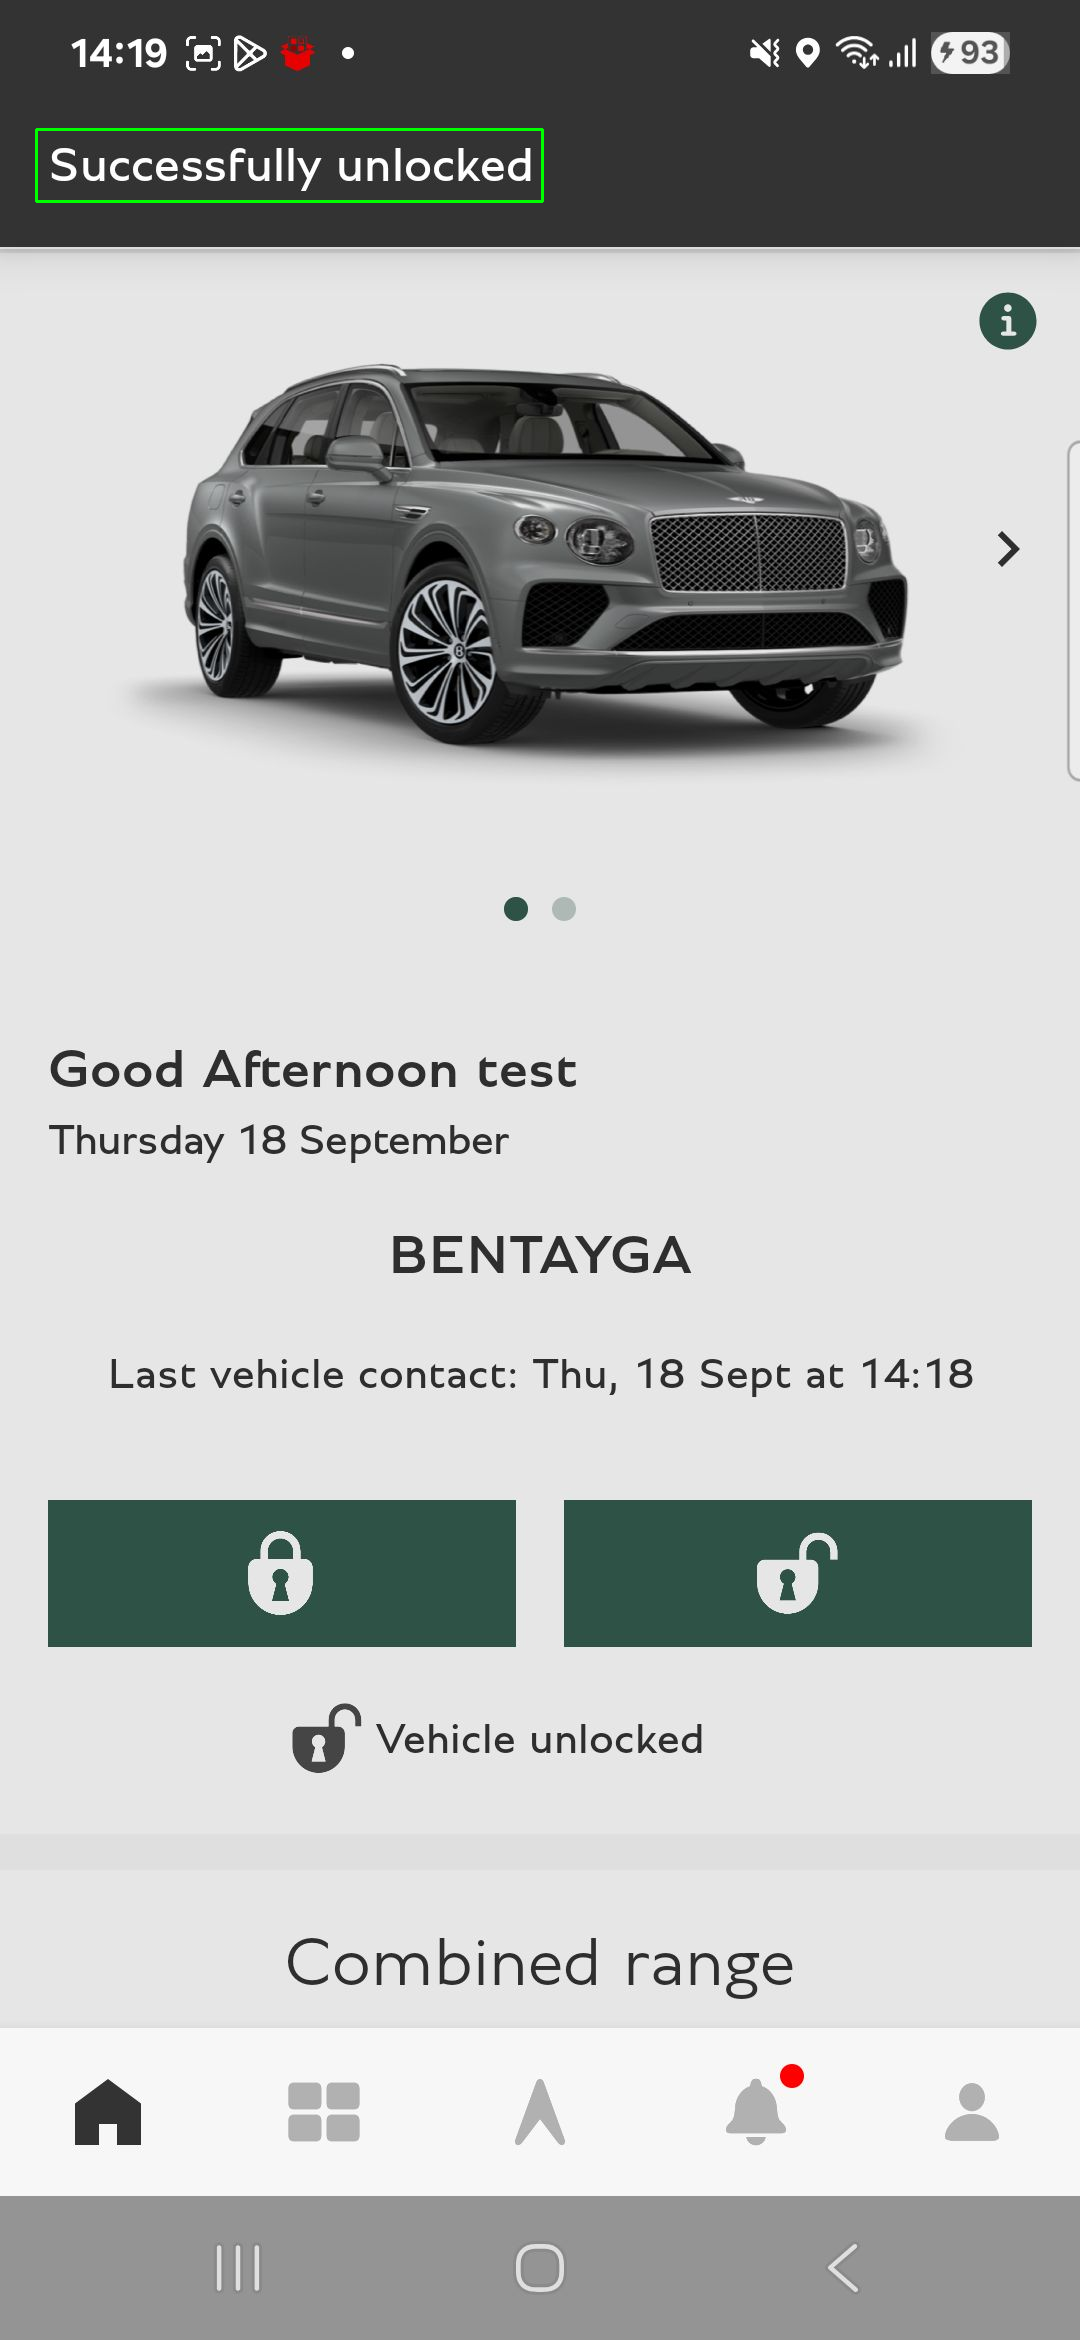 14:19
93
Successfully unlocked
Good Afternoon test
Thursday 18 September
BENTAYGA
Last vehicle contact: Thu, 18 Sept at 14:18
Vehicle unlocked
Combined range